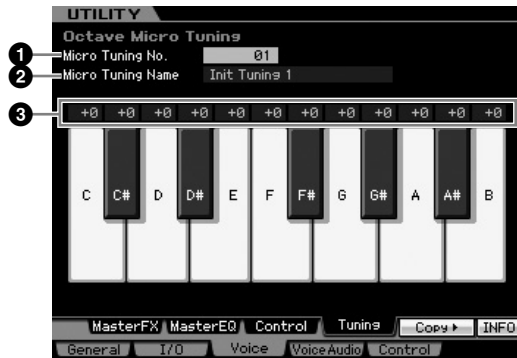 UTILITY
Octave Micro Tuning
1 Micro Tuning No. 01
2 Micro Tuning Name Init Tuning 1
3 +0 +0 +0 +0 +0 +0 +0 +0 +0 +0 +0 +0
C C# D D# E F F# G G# A A# B
MasterFX MasterEQ Control Tuning Copy INFO
General I/O Voice VoiceAudio Control